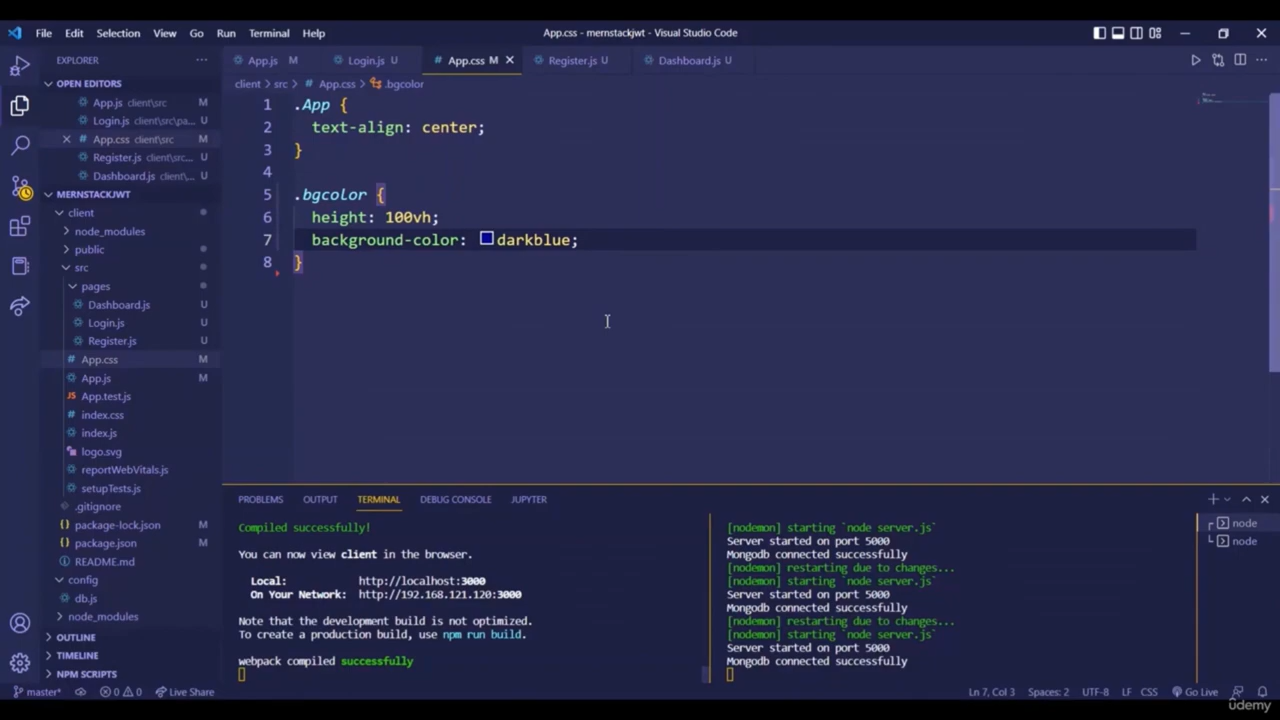 File Edit Selection View Go Run Terminal Help
App.css - mernstackjwt - Visual Studio Code
EXPLORER
OPEN EDITORS
App.js client\src M
Login.js client\src\pa... U
App.css client\src M
Register.js client\src... U
Dashboard.js client\... U
MERNSTACKJWT
client
node_modules
public
src
pages
Dashboard.js U
Login.js U
Register.js U
App.css M
App.js M
App.test.js
index.css
index.js
logo.svg
reportWebVitals.js
setupTests.js
.gitignore
package-lock.json M
package.json M
README.md
config
db.js
node_modules
OUTLINE
TIMELINE
NPM SCRIPTS
App.js M Login.js U App.css M Register.js U Dashboard.js U
client > src > # App.css > .bgcolor
1 .App {
2 text-align: center;
3 }
4
5 .bgcolor {
6 height: 100vh;
7 background-color: darkblue;
8 }
PROBLEMS OUTPUT TERMINAL DEBUG CONSOLE JUPYTER
Compiled successfully!
You can now view client in the browser.
Local: http://localhost:3000
On Your Network: http://192.168.121.120:3000
Note that the development build is not optimized.
To create a production build, use npm run build.
webpack compiled successfully
[nodemon] starting `node server.js`
Server started on port 5000
Mongodb connected successfully
[nodemon] restarting due to changes...
[nodemon] starting `node server.js`
Server started on port 5000
Mongodb connected successfully
[nodemon] restarting due to changes...
[nodemon] starting `node server.js`
Server started on port 5000
Mongodb connected successfully
node
node
master* 0 0 Live Share
Ln 7, Col 3 Spaces: 2 UTF-8 LF CSS Go Live
udemy